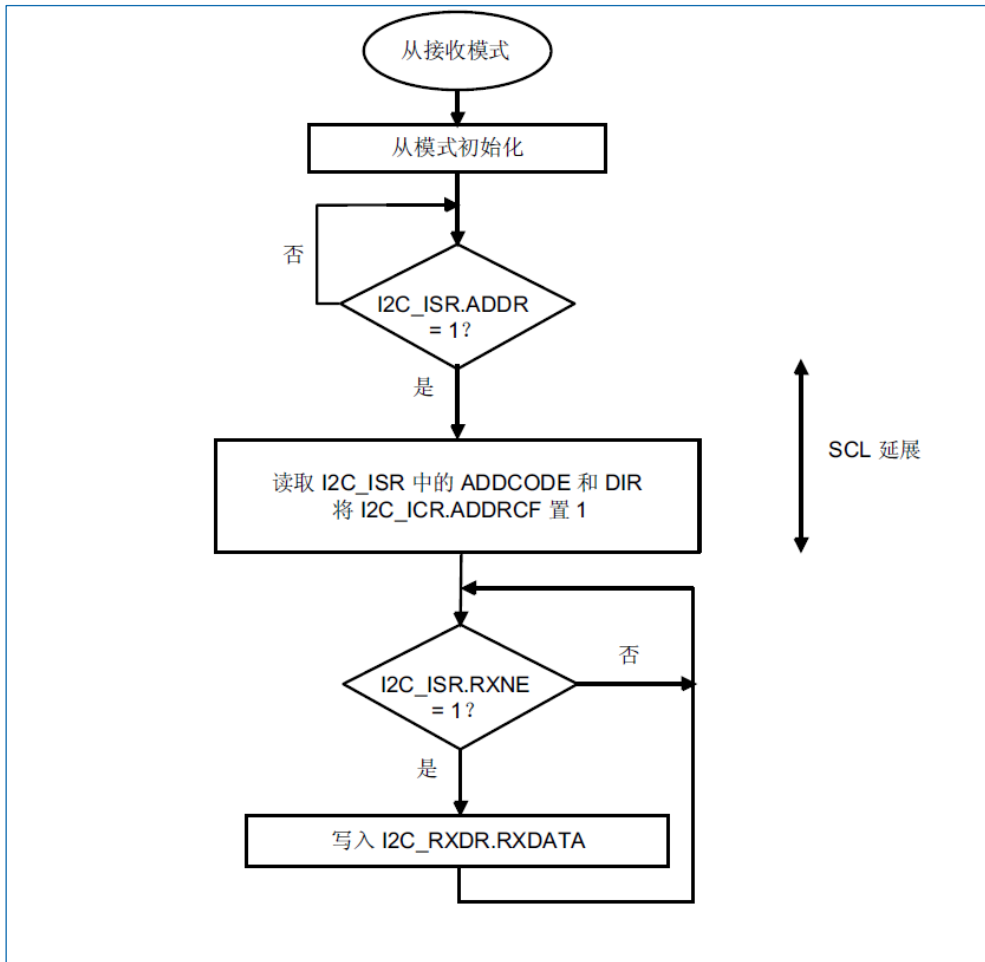 从接收模式
从模式初始化
否
I2C_ISR.ADDR
= 1?
是
SCL 延展
读取 I2C_ISR 中的 ADDCODE 和 DIR
将 I2C_ICR.ADDRCF 置 1
否
I2C_ISR.RXNE
= 1?
是
写入 I2C_RXDR.RXDATA